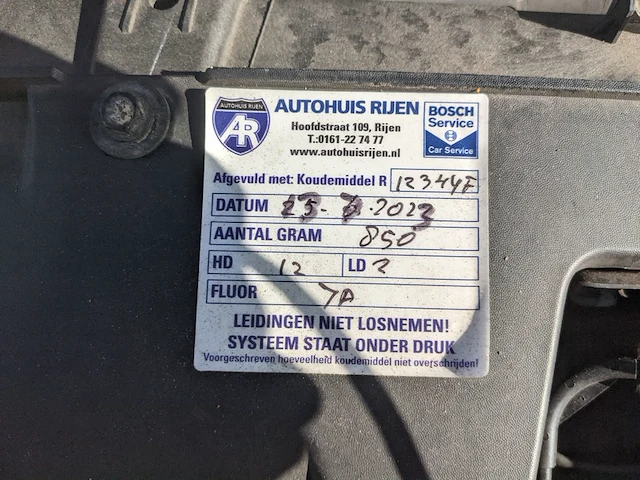 AUTOHUIS RIJEN
AR
AUTOHUIS RIJEN
Hoofdstraat 109, Rijen
T.:0161-22 74 77
www.autohuisrijen.nl
BOSCH
Service
Car Service
Afgevuld met: Koudemiddel R 1234YF
DATUM 2023
AANTAL GRAM 850
HD 12 LD 2
FLUOR JA
LEIDINGEN NIET LOSNEMEN!
SYSTEEM STAAT ONDER DRUK
Voorgeschreven hoeveelheid koudemiddel niet overschrijden!